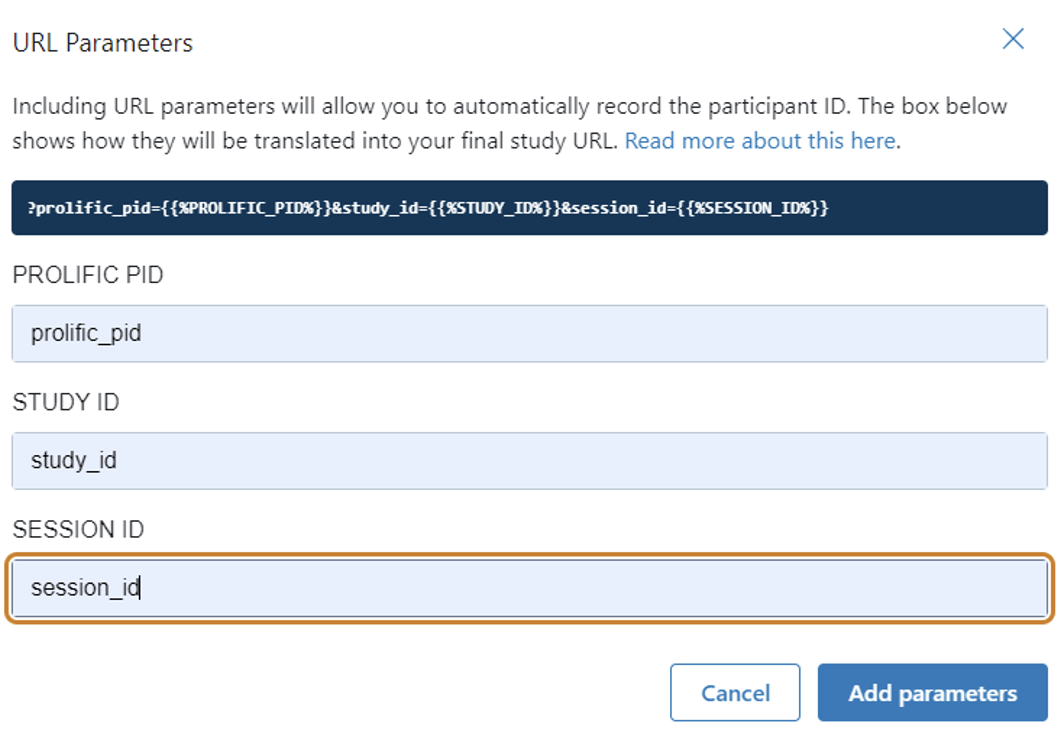 URL Parameters
Including URL parameters will allow you to automatically record the participant ID. The box below
shows how they will be translated into your final study URL. Read more about this here.
?prolific_pid={{%PROLIFIC_PID%}}&study_id={{%STUDY_ID%}}&session_id={{%SESSION_ID%}}
PROLIFIC PID
prolific_pid
STUDY ID
study_id
SESSION ID
session_id
Cancel Add parameters